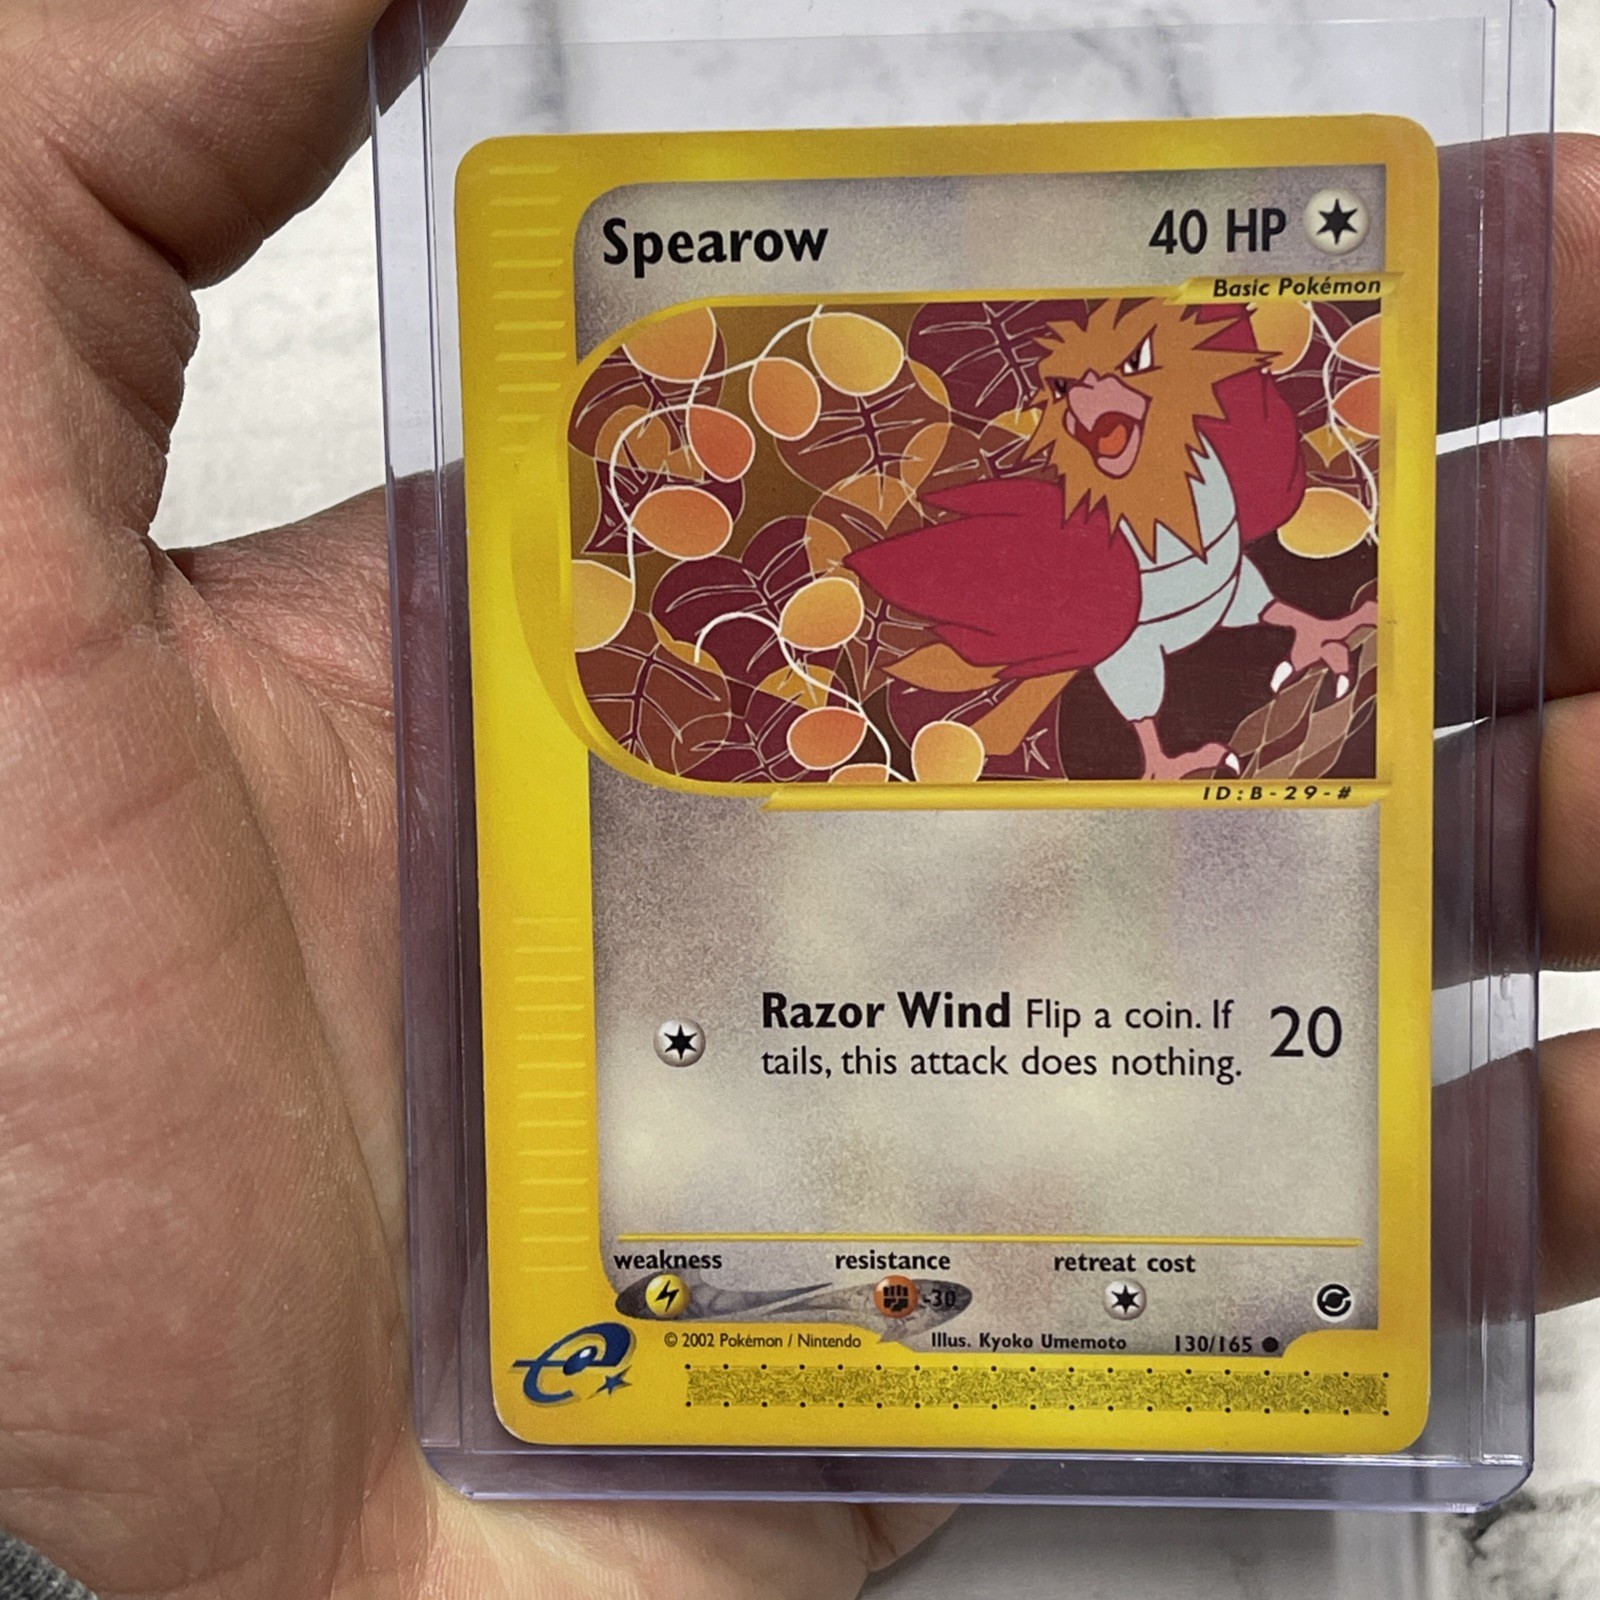 Spearow 40 HP
Basic Pokémon
ID:B-29-#
Razor Wind Flip a coin. If
tails, this attack does nothing. 20
weakness resistance retreat cost
-30
© 2002 Pokémon / Nintendo Illus. Kyoko Umemoto 130/165 ●
e